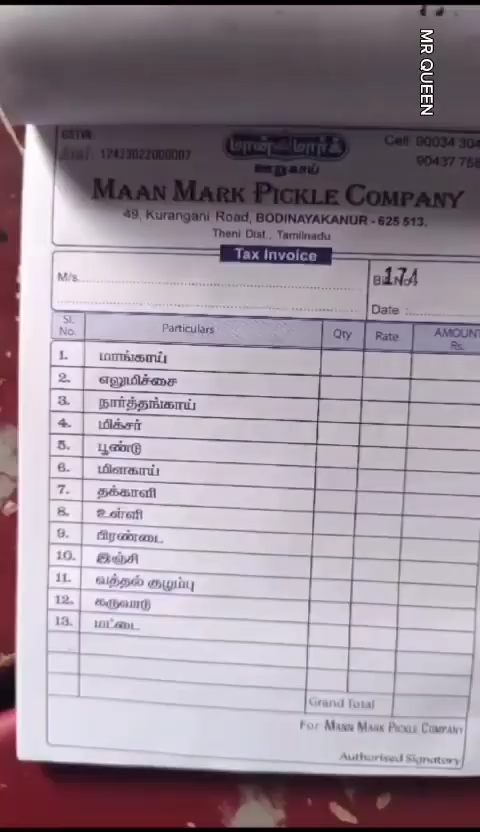 MR QUEEN
GSTIN:
12423022000007
மான்மார்க்
ஊறுகாய்
Cell: 90034 304
90437 756
MAAN MARK PICKLE COMPANY
49, Kurangani Road, BODINAYAKANUR - 625 513.
Theni Dist., Tamilnadu
Tax Invoice
M/s.
Bill No. 174
Date :
Sl. No. Particulars Qty Rate AMOUNT Rs.
1. மாங்காய்
2. எலுமிச்சை
3. நார்த்தங்காய்
4. மிக்சர்
5. பூண்டு
6. மிளகாய்
7. தக்காளி
8. உள்ளி
9. பிரண்டை
10. இஞ்சி
11. வத்தல் குழம்பு
12. கருவாடு
13. மட்டை
Grand Total
For MANN MARK PICKLE COMPANY
Authorised Signatory